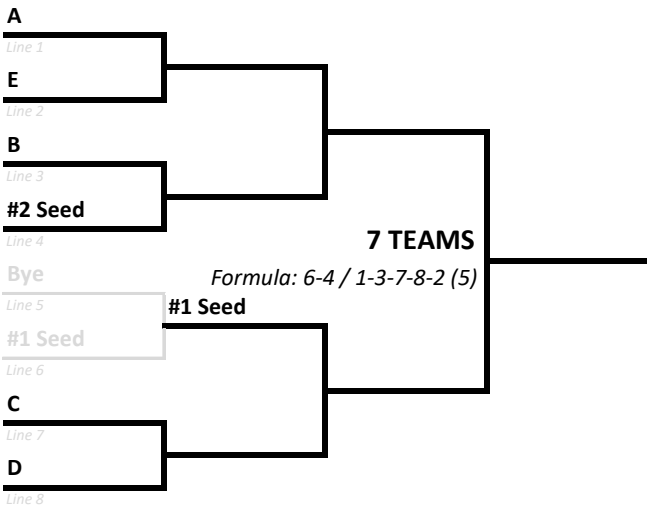 A
Line 1
E
Line 2
B
Line 3
#2 Seed
Line 4
7 TEAMS
Bye
Formula: 6-4 / 1-3-7-8-2 (5)
Line 5
#1 Seed
#1 Seed
Line 6
C
Line 7
D
Line 8